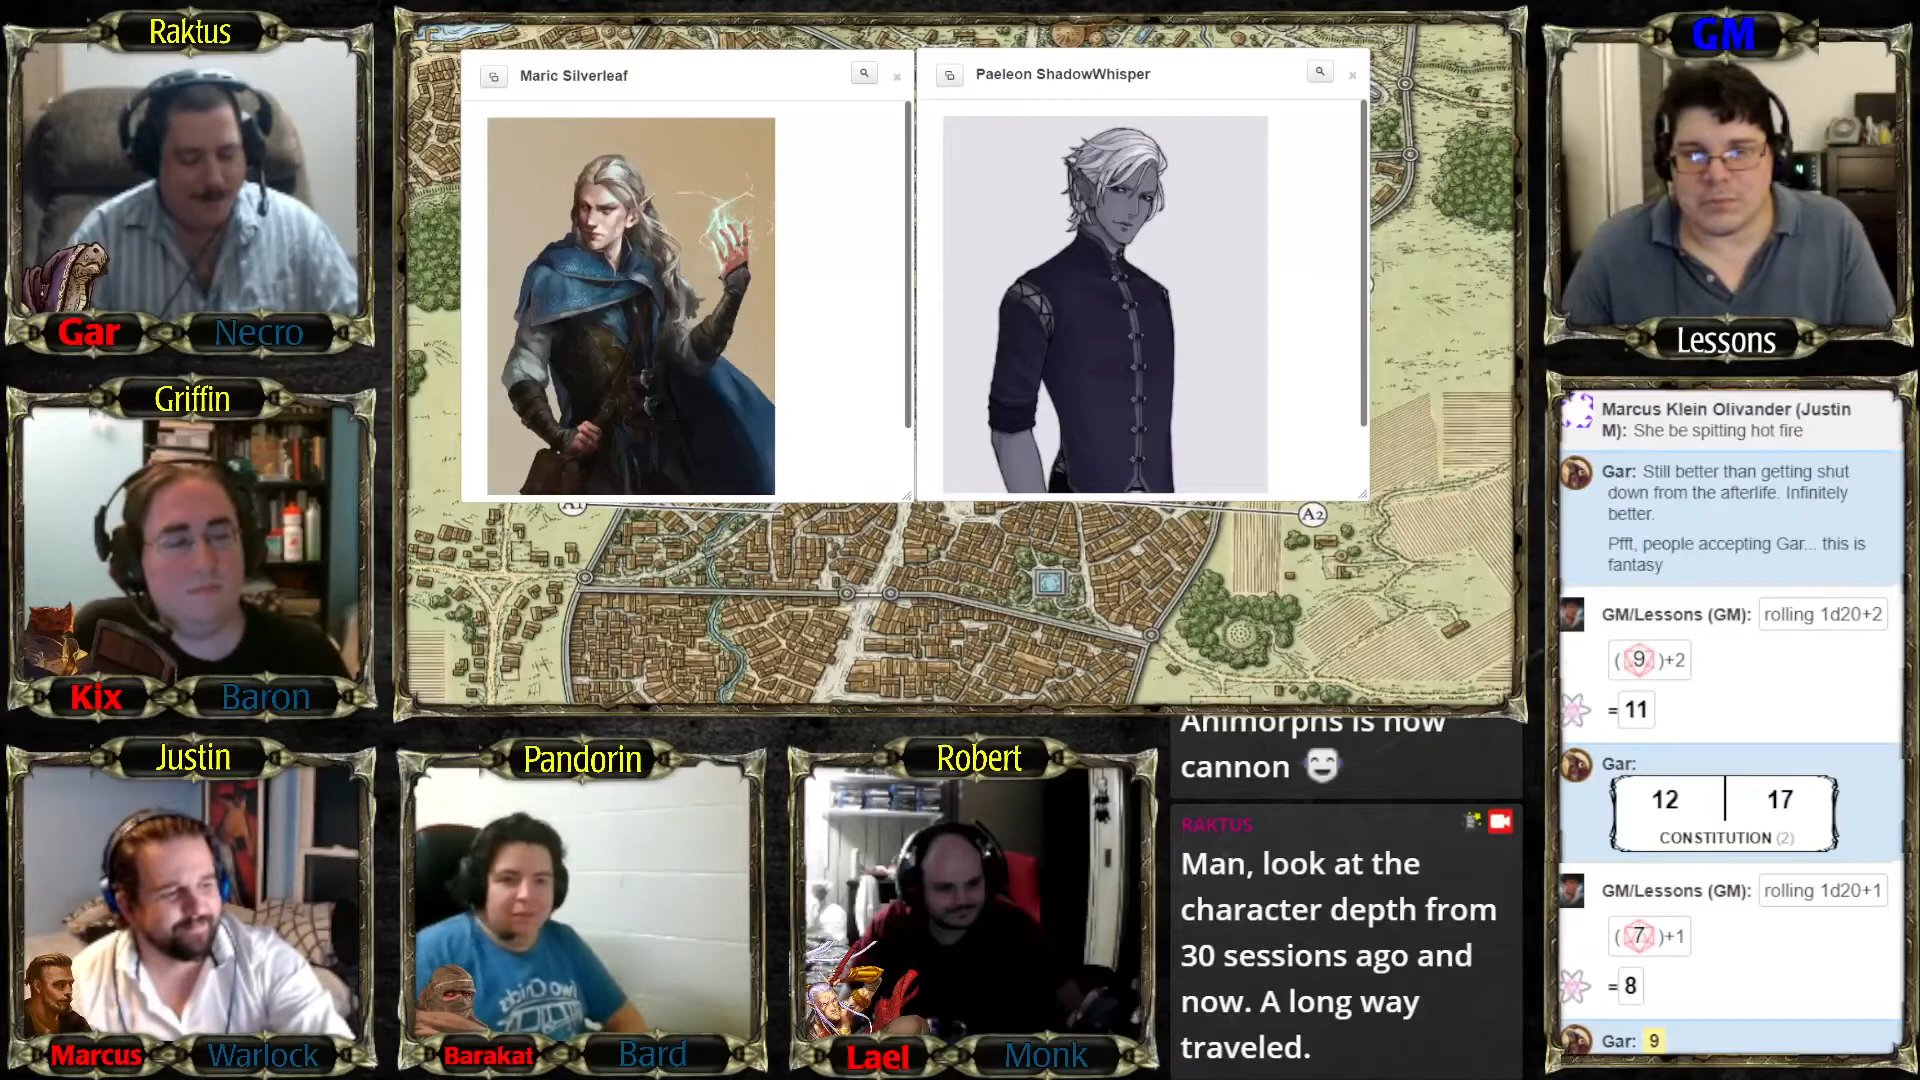 Raktus
Gar
Necro
Griffin
Kix
Baron
Justin
Marcus
Warlock
Pandorin
Barakat
Bard
Robert
Lael
Monk
Maric Silverleaf
Paeleon ShadowWhisper
A1
A2
GM
Lessons
Animorphs is now
cannon
RAKTUS
Man, look at the
character depth from
30 sessions ago and
now. A long way
traveled.
Marcus Klein Olivander (Justin
M): She be spitting hot fire
Gar: Still better than getting shut
down from the afterlife. Infinitely
better.
Pfft, people accepting Gar... this is
fantasy
GM/Lessons (GM): rolling 1d20+2
(9)+2
=11
Gar:
12 17
CONSTITUTION (2)
GM/Lessons (GM): rolling 1d20+1
(7)+1
=8
Gar: 9